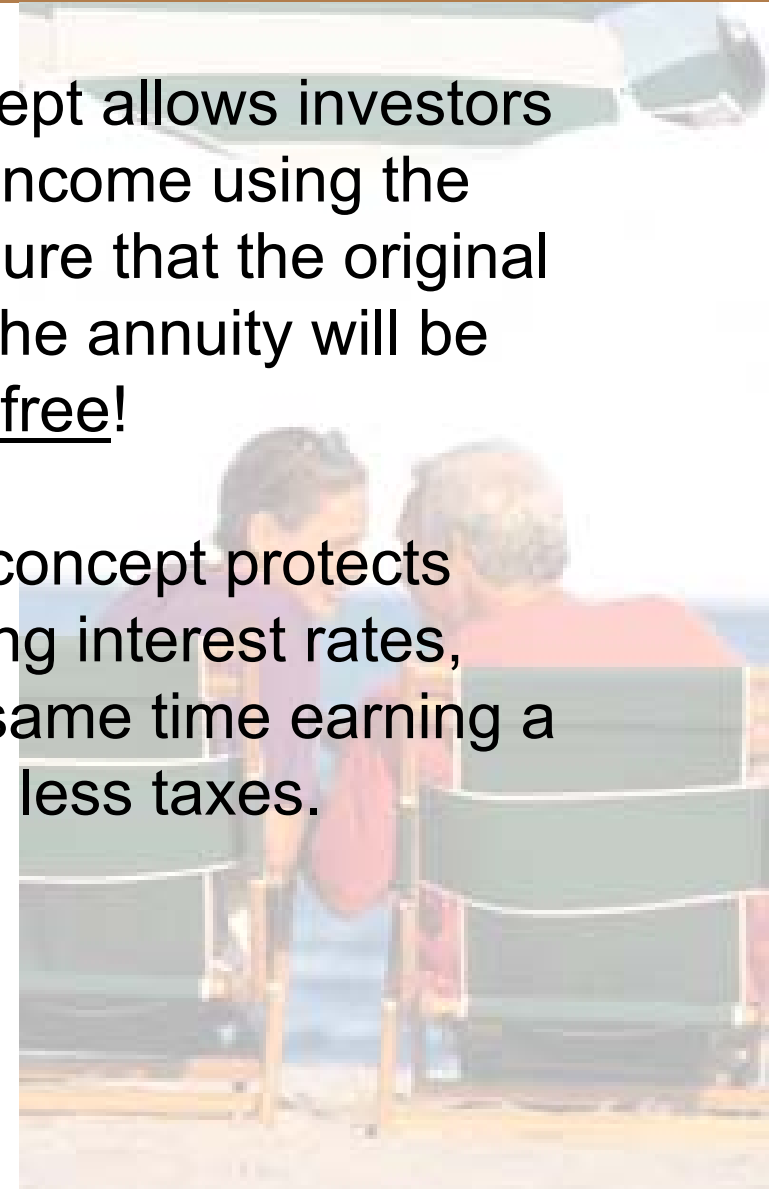 ept allows investors
ncome using the
ure that the original
he annuity will be
free!
concept protects
ng interest rates,
same time earning a
less taxes.